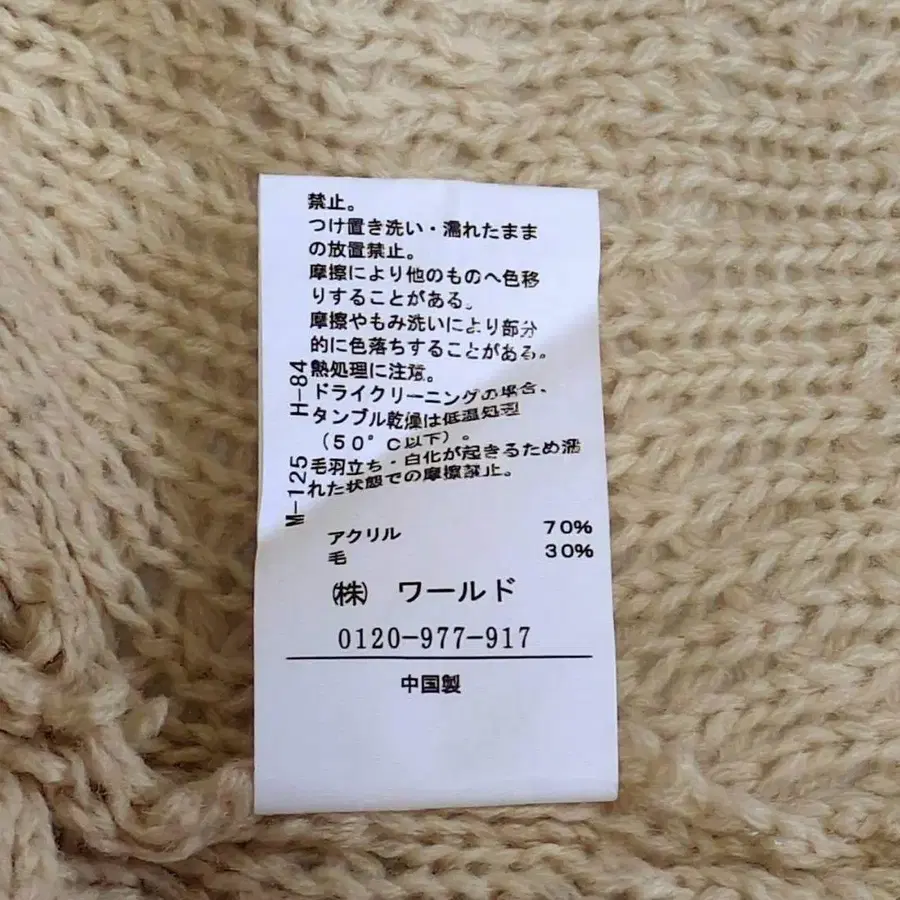 禁止。
つけ置き洗い・濡れたまま
の放置禁止。
摩擦により他のものへ色移
りすることがある。
摩擦やもみ洗いにより部分
的に色落ちすることがある。
熱処理に注意。
ドライクリーニングの場合、
タンブル乾燥は低温処理
(50°C以下)。
毛羽立ち・白化が起きるため濡
れた状態での摩擦禁止。
M-125 H-84
アクリル 70%
毛 30%
㈱ ワールド
0120-977-917
中国製